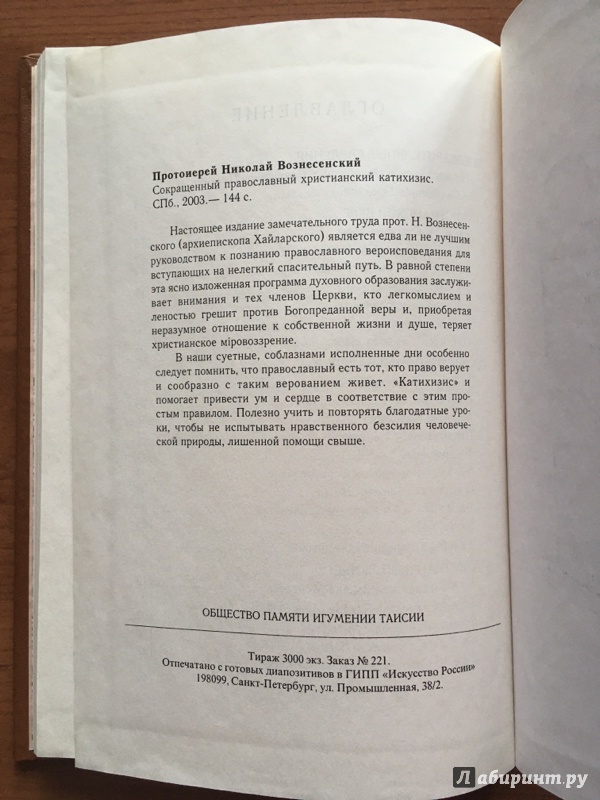 ОГЛАВЛЕНИЕ
Протоиерей Николай Вознесенский
Сокращенный православный христианский катихизис.
СПб., 2003.— 144 с.
Настоящее издание замечательного труда прот. Н. Вознесен-
ского (архиепископа Хайларского) является едва ли не лучшим
руководством к познанию православного вероисповедания для
вступающих на нелегкий спасительный путь. В равной степени
эта ясно изложенная программа духовного образования заслужи-
вает внимания и тех членов Церкви, кто легкомыслием и
леностью грешит против Богопреданной веры и, приобретая
неразумное отношение к собственной жизни и душе, теряет
христианское мiровоззрение.
В наши суетные, соблазнами исполненные дни особенно
следует помнить, что православный есть тот, кто право верует
и сообразно с таким верованием живет. «Катихизис» и
помогает привести ум и сердце в соответствие с этим про-
стым правилом. Полезно учить и повторять благодатные уро-
ки, чтобы не испытывать нравственного бессилия человече-
ской природы, лишенной помощи свыше.
ОБЩЕСТВО ПАМЯТИ ИГУМЕНИИ ТАИСИИ
Тираж 3000 экз. Заказ № 221.
Отпечатано с готовых диапозитивов в ГИПП «Искусство России»
198099, Санкт-Петербург, ул. Промышленная, 38/2.
Лабиринт.ру